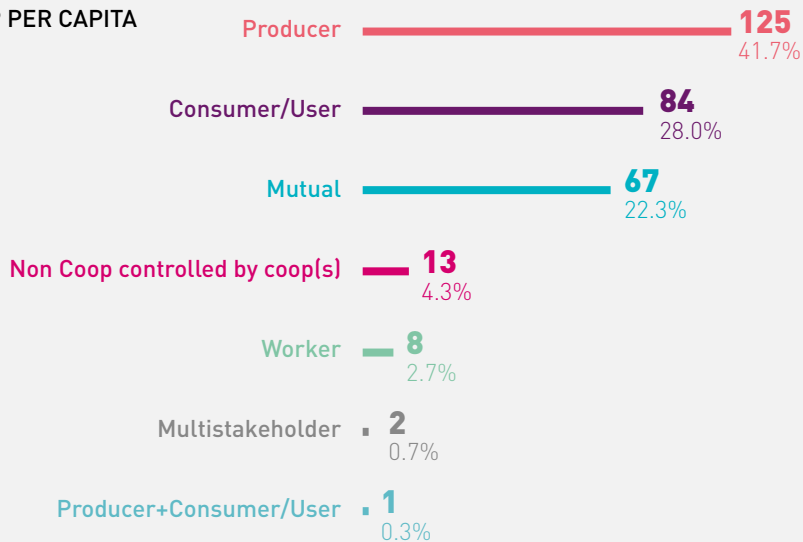 PER CAPITA
Producer
125
41.7%
Consumer/User
84
28.0%
Mutual
67
22.3%
Non Coop controlled by coop(s)
13
4.3%
Worker
8
2.7%
Multistakeholder
2
0.7%
Producer+Consumer/User
1
0.3%